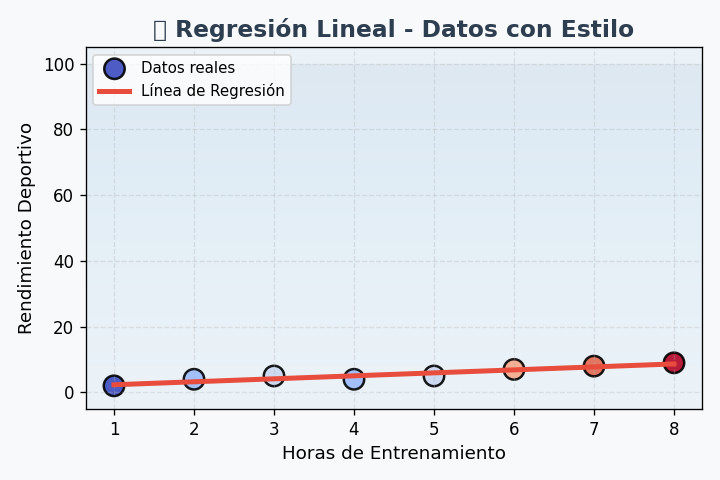 Regresión Lineal - Datos con Estilo
Datos reales
Línea de Regresión
Rendimiento Deportivo
100
80
60
40
20
0
1 2 3 4 5 6 7 8
Horas de Entrenamiento